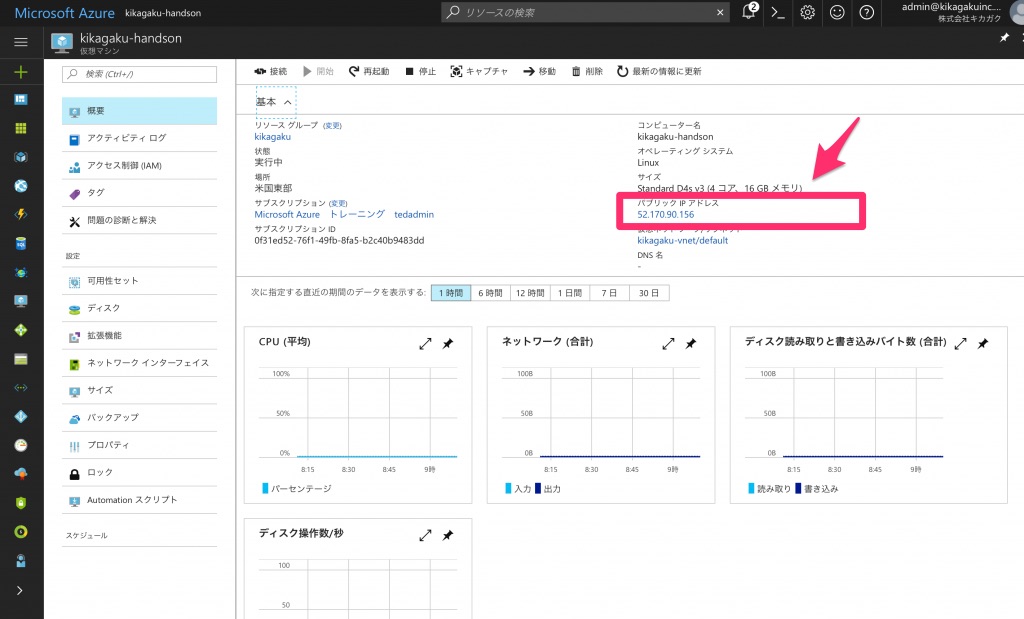 Microsoft Azure kikagaku-handson
リソースの検索
2
admin@kikagakuinc...
株式会社キカガク
kikagaku-handson
仮想マシン
検索 (Ctrl+/)
概要
アクティビティ ログ
アクセス制御 (IAM)
タグ
問題の診断と解決
設定
可用性セット
ディスク
拡張機能
ネットワーク インターフェイス
サイズ
バックアップ
プロパティ
ロック
Automation スクリプト
スケジュール
接続 開始 再起動 停止 キャプチャ 移動 削除 最新の情報に更新
基本
リソース グループ (変更)
kikagaku
状態
実行中
場所
米国東部
サブスクリプション (変更)
Microsoft Azure トレーニング tedadmin
サブスクリプション ID
0f31ed52-76f1-49fb-8fa5-b2c40b9483dd
コンピューター名
kikagaku-handson
オペレーティング システム
Linux
サイズ
Standard D4s v3 (4 コア、16 GB メモリ)
パブリック IP アドレス
52.170.90.156
kikagaku-vnet/default
DNS 名
-
次に指定する直近の期間のデータを表示する: 1 時間 6 時間 12 時間 1 日間 7 日 30 日
CPU (平均)
100%
50%
0%
8:15 8:30 8:45 9時
パーセンテージ
ネットワーク (合計)
100B
50B
0B
8:15 8:30 8:45 9時
入力 出力
ディスク読み取りと書き込みバイト数 (合計)
100B
50B
0B
8:15 8:30 8:45 9時
読み取り 書き込み
ディスク操作数/秒
100
50